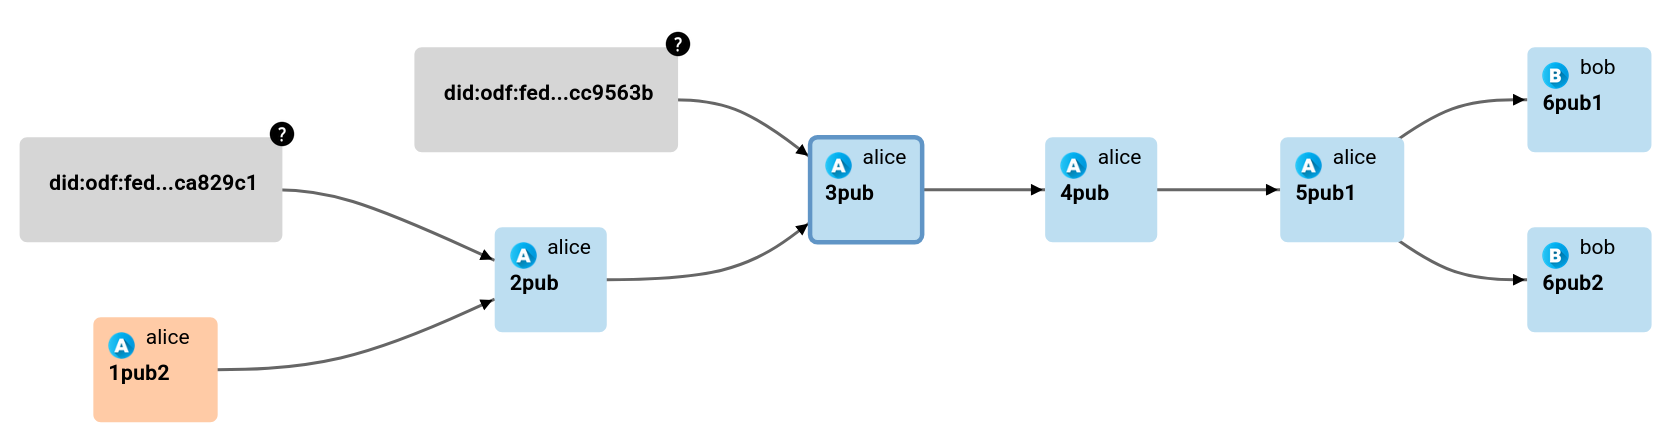 ?
did:odf:fed...cc9563b
?
did:odf:fed...ca829c1
A alice
1pub2
A alice
2pub
A alice
3pub
A alice
4pub
A alice
5pub1
B bob
6pub1
B bob
6pub2